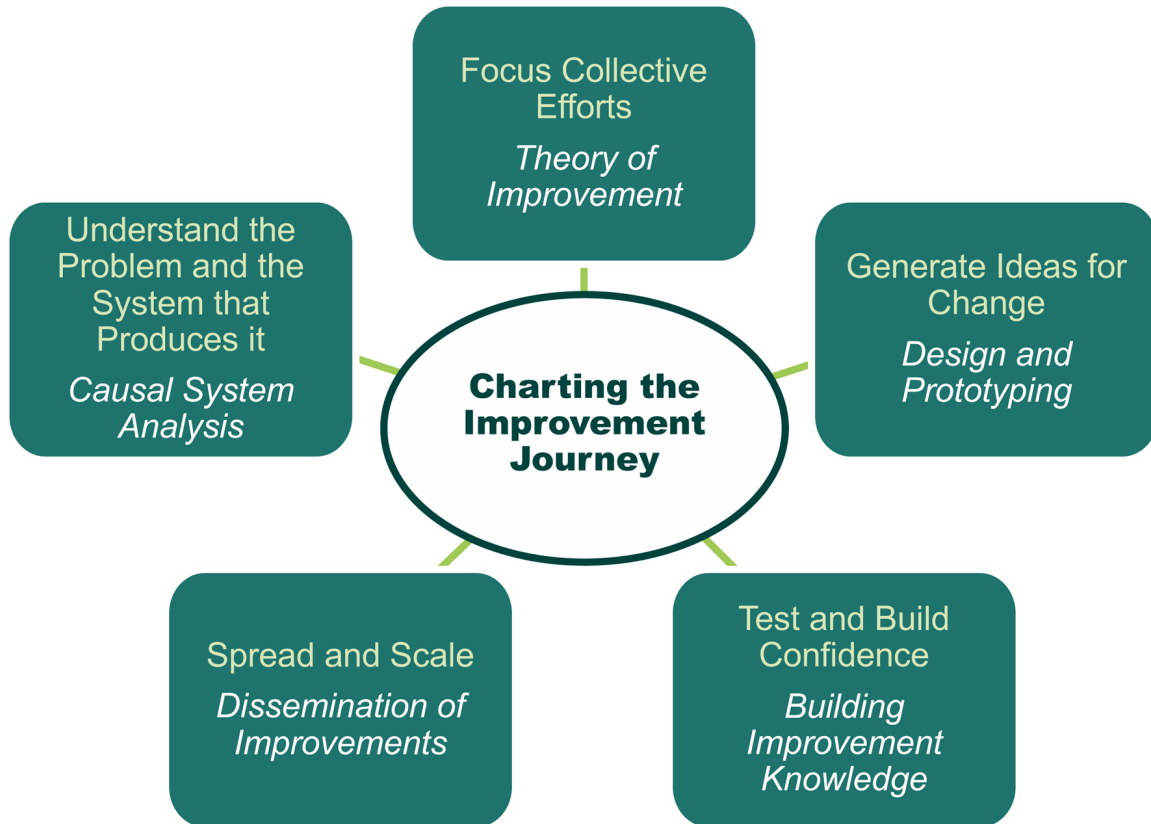 Focus Collective
Efforts
Theory of
Improvement
Understand the
Problem and the
System that
Produces it
Causal System
Analysis
Generate Ideas for
Change
Design and
Prototyping
Charting the
Improvement
Journey
Spread and Scale
Dissemination of
Improvements
Test and Build
Confidence
Building
Improvement
Knowledge